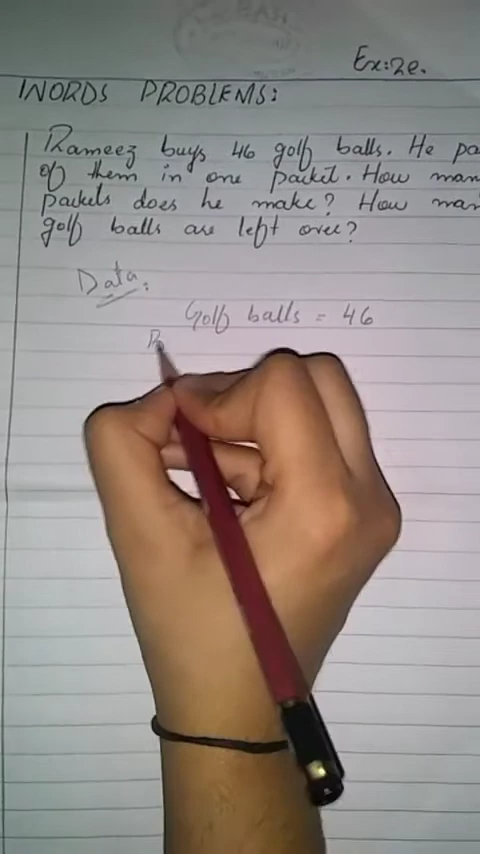 Ex:2e.
WORDS PROBLEMS:
Rameez buys 46 golf balls. He pa
of them in one packet. How man
packets does he make? How man
golf balls are left over?
Data:
Golf balls = 46